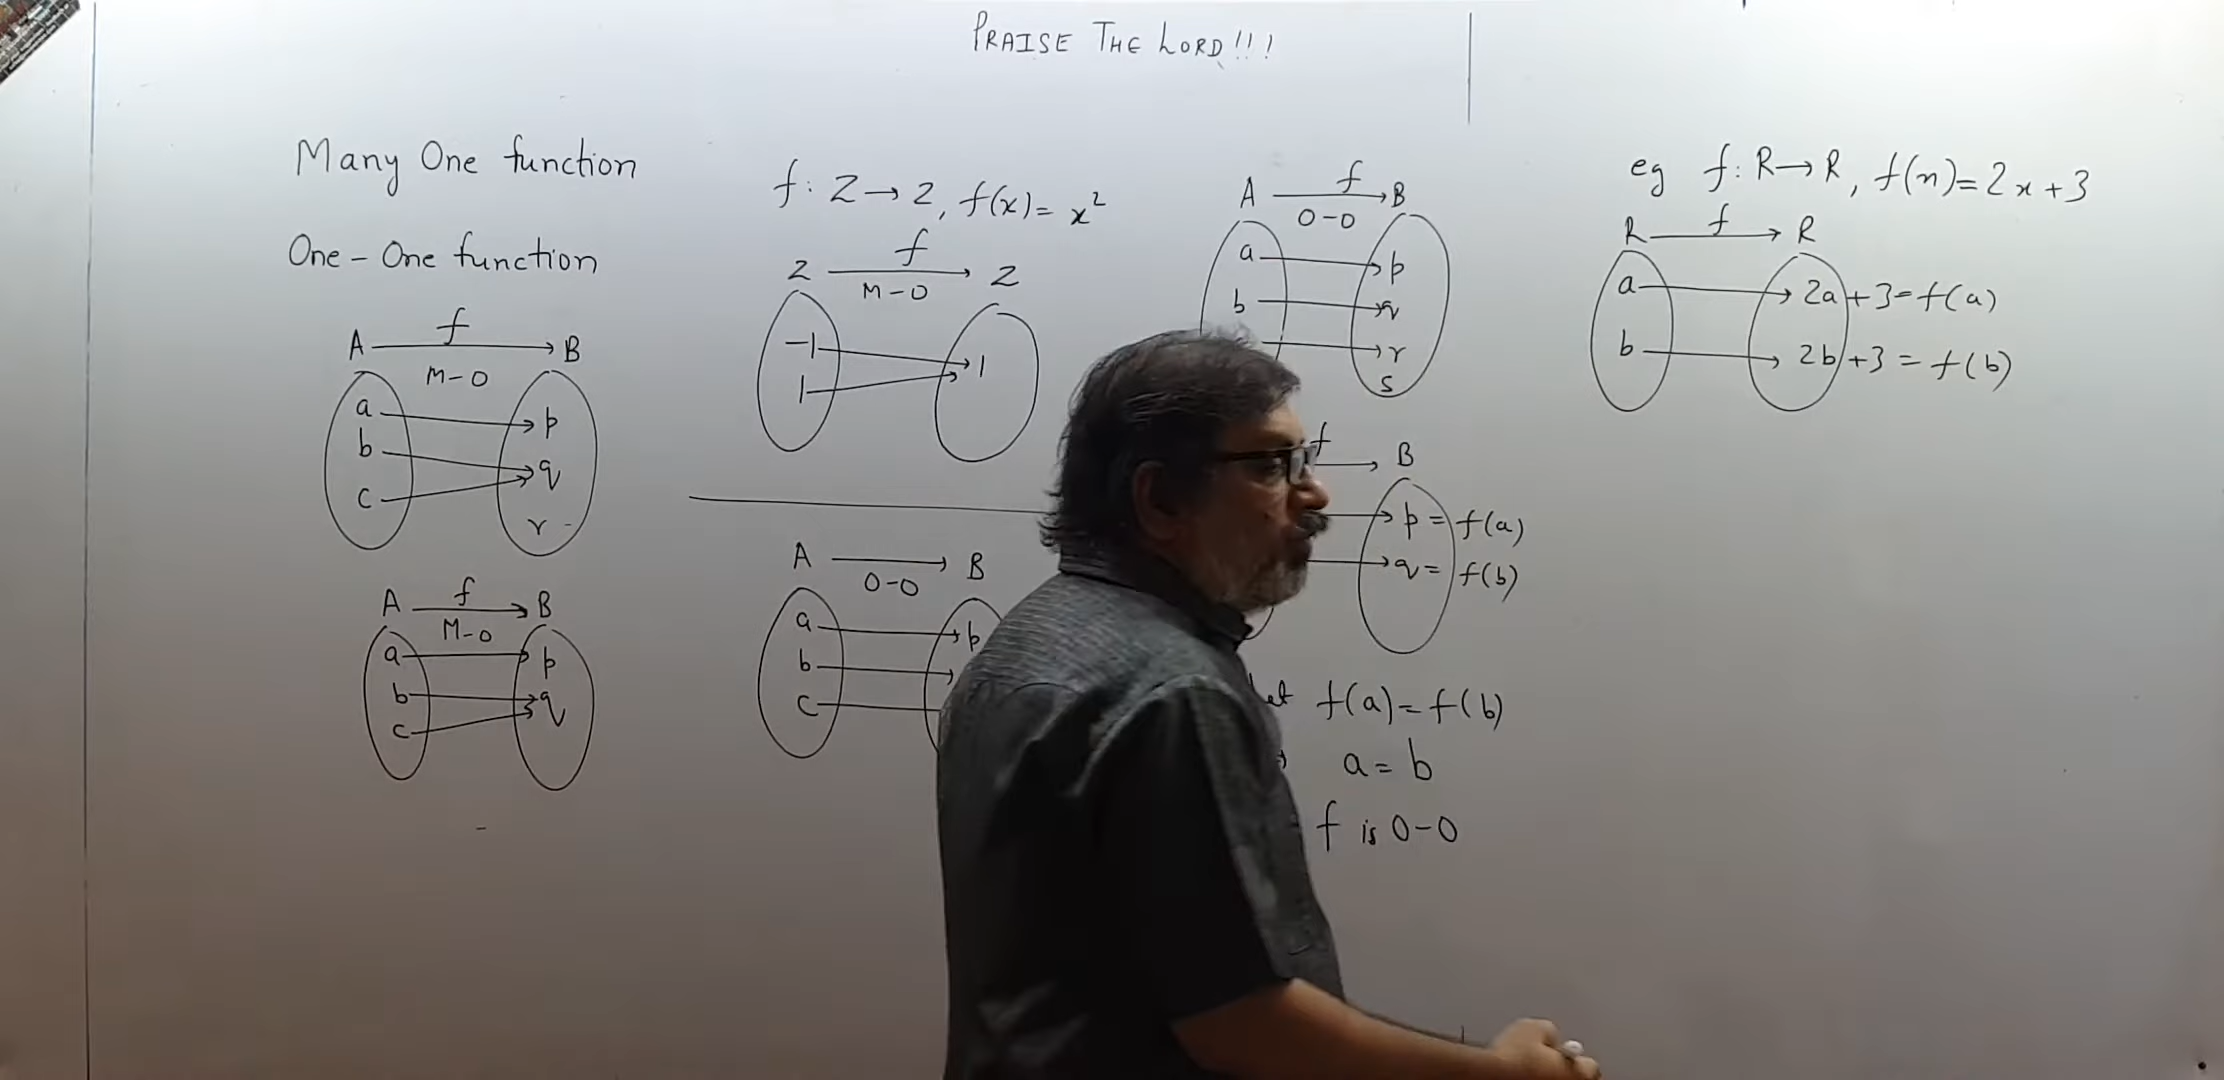 PRAISE THE LORD!!!
Many One function
One-One function
A f B
M-O
a p
b q
c
r
A f B
M-O
a p
b q
c
f: Z→Z, f(x)= x²
Z f Z
M-O
-1 1
1
A → B
O-O
a p
b
c
A f B
O-O
a p
b q
r
s
f
B
p = f(a)
q = f(b)
Let f(a)=f(b)
a = b
f is O-O
eg f: R→R, f(n)=2x+3
R f R
a 2a+3=f(a)
b 2b+3=f(b)